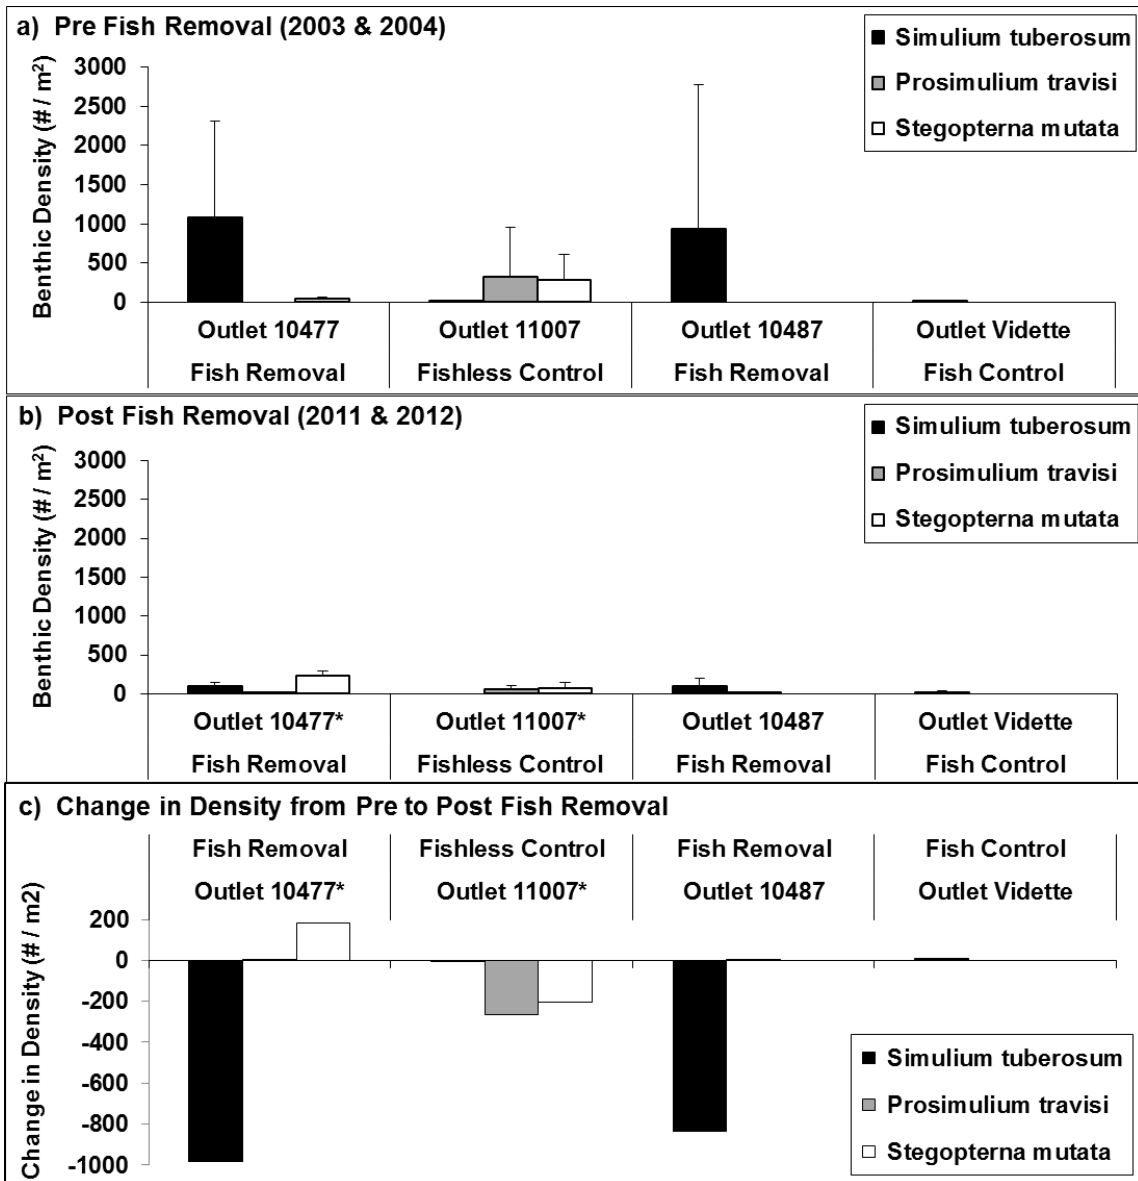 a) Pre Fish Removal (2003 & 2004)
Simulium tuberosum
Prosimulium travisi
Stegopterna mutata
Benthic Density (# / m²)
3000
2500
2000
1500
1000
500
0
Outlet 10477 Outlet 11007 Outlet 10487 Outlet Vidette
Fish Removal Fishless Control Fish Removal Fish Control
b) Post Fish Removal (2011 & 2012)
Simulium tuberosum
Prosimulium travisi
Stegopterna mutata
Benthic Density (# / m²)
3000
2500
2000
1500
1000
500
0
Outlet 10477* Outlet 11007* Outlet 10487 Outlet Vidette
Fish Removal Fishless Control Fish Removal Fish Control
c) Change in Density from Pre to Post Fish Removal
Fish Removal Fishless Control Fish Removal Fish Control
Outlet 10477* Outlet 11007* Outlet 10487 Outlet Vidette
Change in Density (# / m2)
200
0
-200
-400
-600
-800
-1000
Simulium tuberosum
Prosimulium travisi
Stegopterna mutata